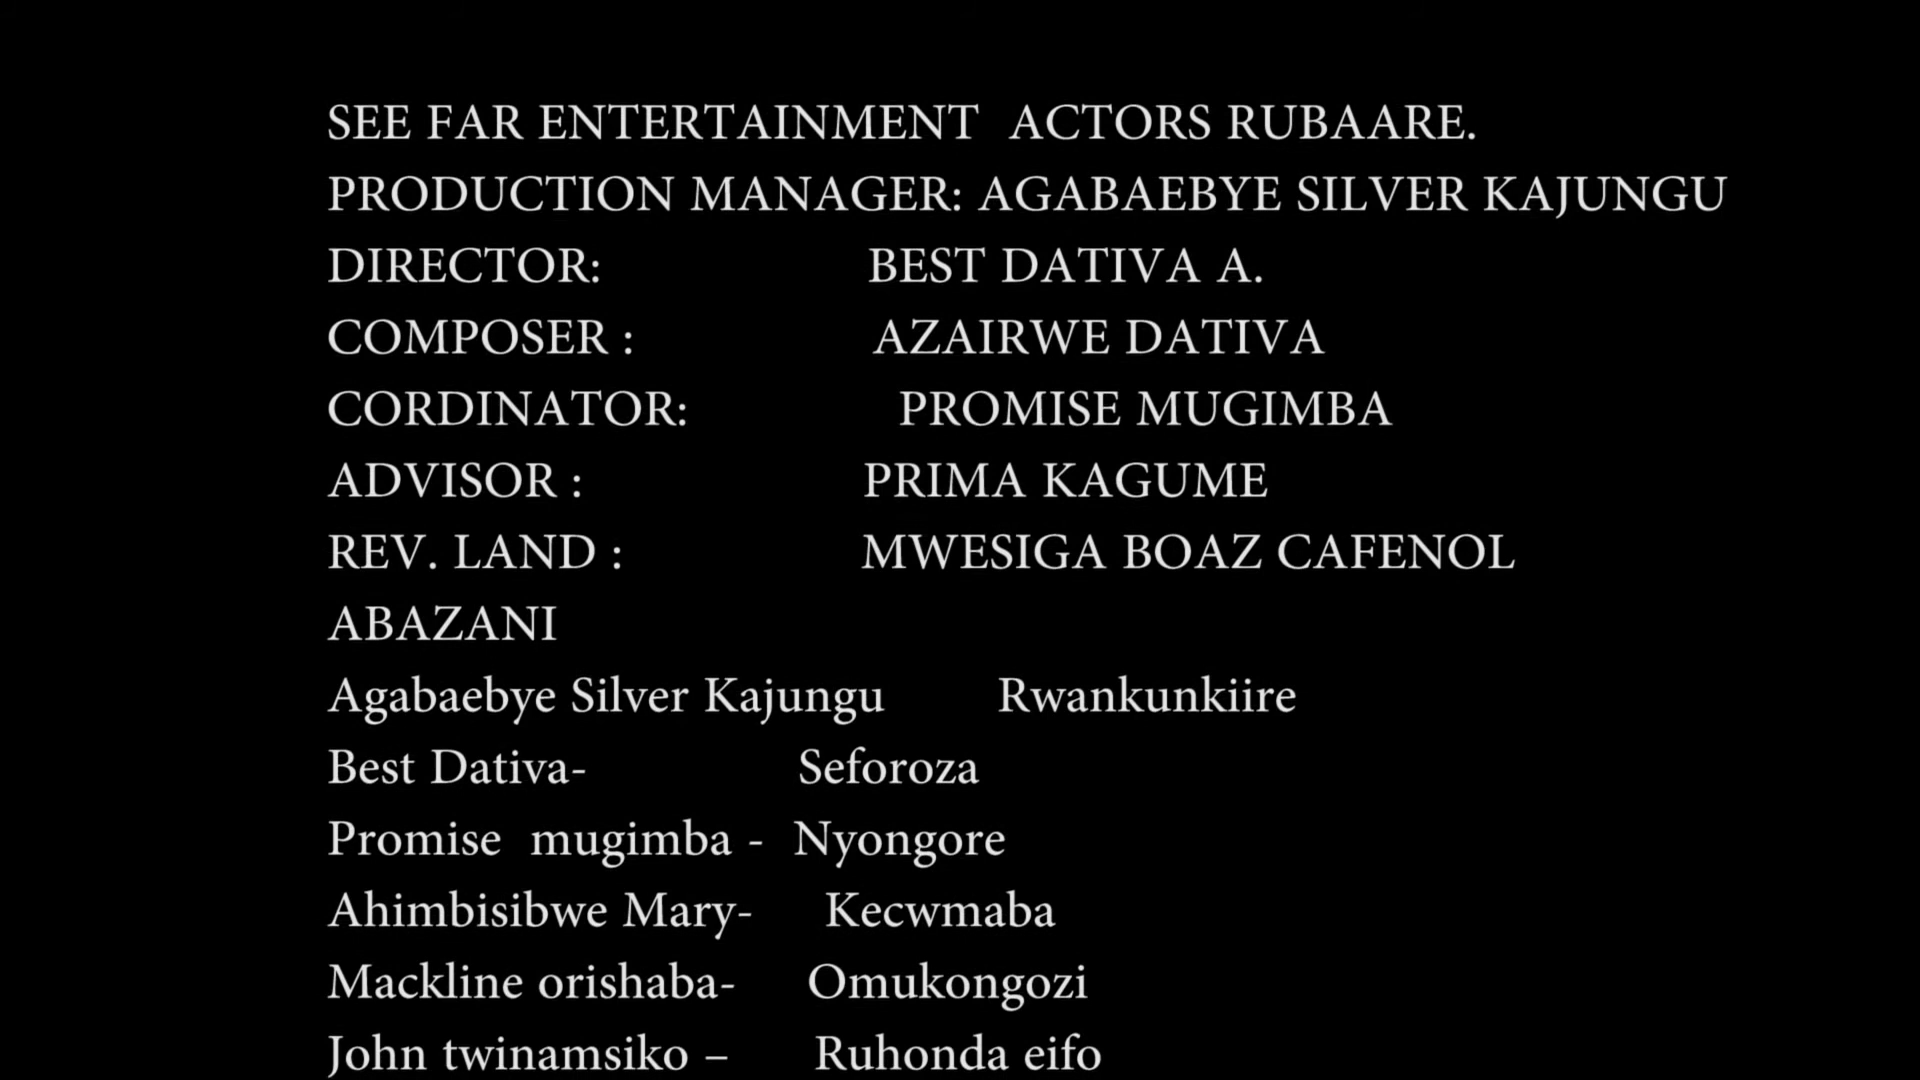 SEE FAR ENTERTAINMENT ACTORS RUBAARE.
PRODUCTION MANAGER: AGABAEBYE SILVER KAJUNGU
DIRECTOR: BEST DATIVA A.
COMPOSER : AZAIRWE DATIVA
CORDINATOR: PROMISE MUGIMBA
ADVISOR : PRIMA KAGUME
REV. LAND : MWESIGA BOAZ CAFENOL
ABAZANI
Agabaebye Silver Kajungu Rwankunkiire
Best Dativa- Seforoza
Promise mugimba - Nyongore
Ahimbisibwe Mary- Kecwmaba
Mackline orishaba- Omukongozi
John twinamsiko – Ruhonda eifo